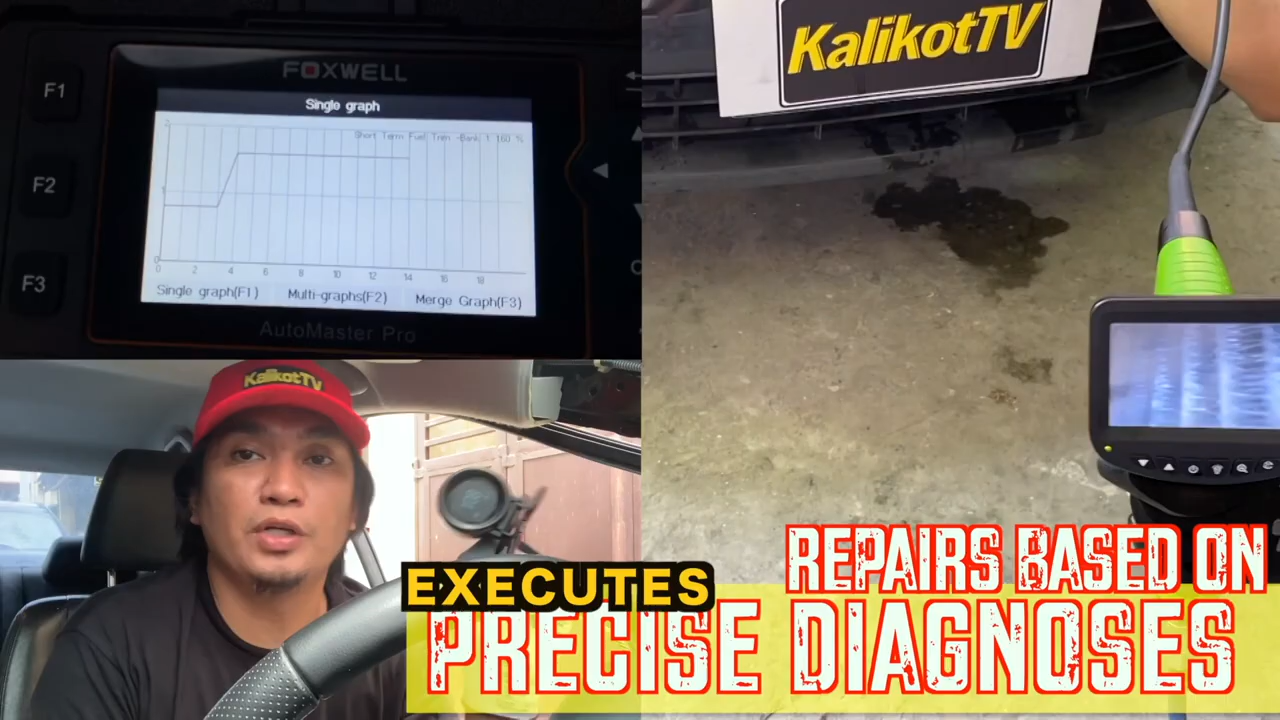 FOXWELL
Single graph
Short Term Fuel Trim -Bank 1 1.60 %
0 2 4 6 8 10 12 14 16 18
Single graph(F1) Multi-graphs(F2) Merge Graph(F3)
AutoMaster Pro
F1
F2
F3
KalikotTV
KalikotTV
EXECUTES
REPAIRS BASED ON
PRECISE DIAGNOSES